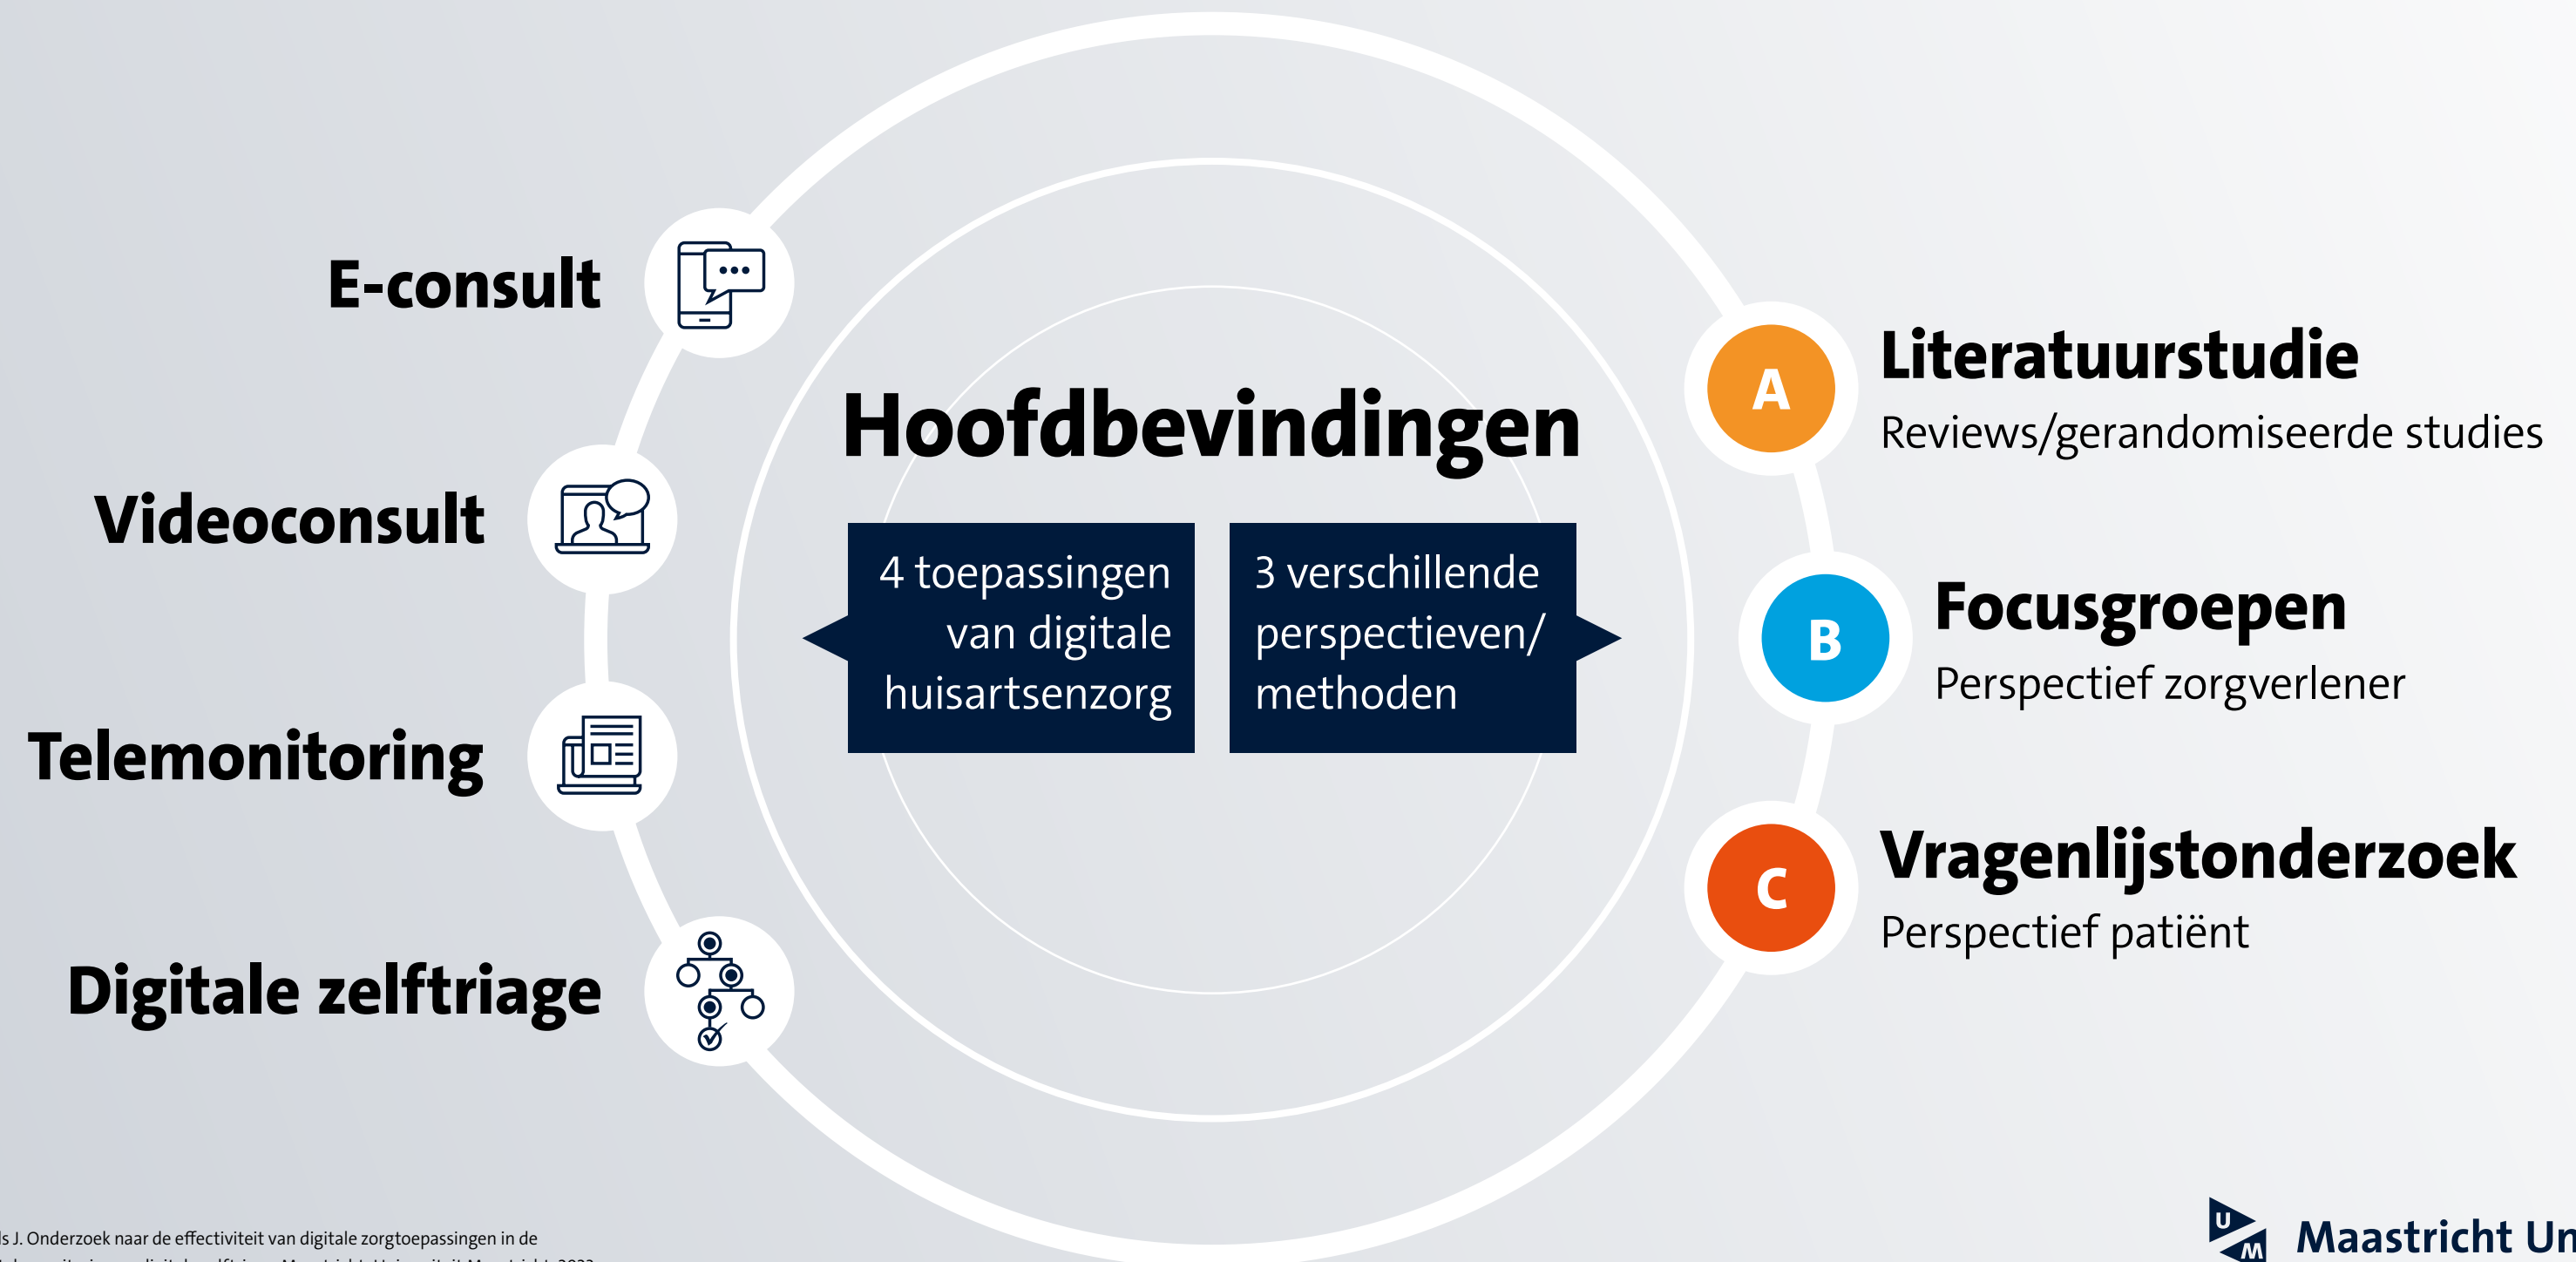 E-consult
Videoconsult
Telemonitoring
Digitale zelftriage
Hoofdbevindingen
4 toepassingen
van digitale
huisartsenzorg
3 verschillende
perspectieven/
methoden
A
Literatuurstudie
Reviews/gerandomiseerde studies
B
Focusgroepen
Perspectief zorgverlener
C
Vragenlijstonderzoek
Perspectief patiënt
J. Onderzoek naar de effectiviteit van digitale zorgtoepassingen in de
U
M
Maastricht Un